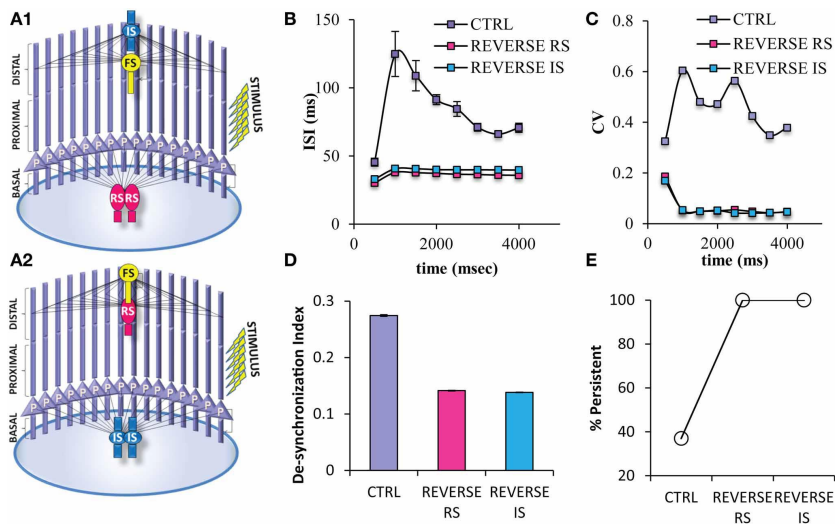 A1
IS
FS
DISTAL
PROXIMAL
BASAL
STIMULUS
P P P P P P P P P P P P P P
RS RS
A2
FS
RS
DISTAL
PROXIMAL
BASAL
STIMULUS
P P P P P P P P P P P P P P
IS IS
B
CTRL
REVERSE RS
REVERSE IS
ISI (ms)
150
100
50
0
0 2000 4000
time (msec)
C
CTRL
REVERSE RS
REVERSE IS
CV
0.8
0.6
0.4
0.2
0
0 2000 4000
time (ms)
D
De-synchronization Index
0.3
0.2
0.1
0
CTRL REVERSE REVERSE
RS IS
E
% Persistent
100
80
60
40
20
CTRL REVERSE REVERSE
RS IS